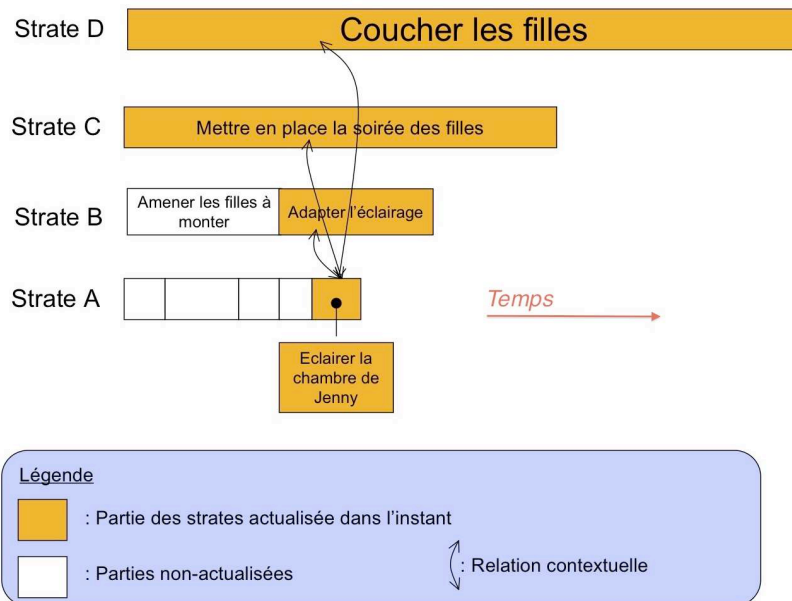 Strate D
Coucher les filles
Strate C
Mettre en place la soirée des filles
Strate B
Amener les filles à
monter
Adapter l'éclairage
Strate A
Temps
Eclairer la
chambre de
Jenny
Légende
: Partie des strates actualisée dans l'instant
: Parties non-actualisées
: Relation contextuelle